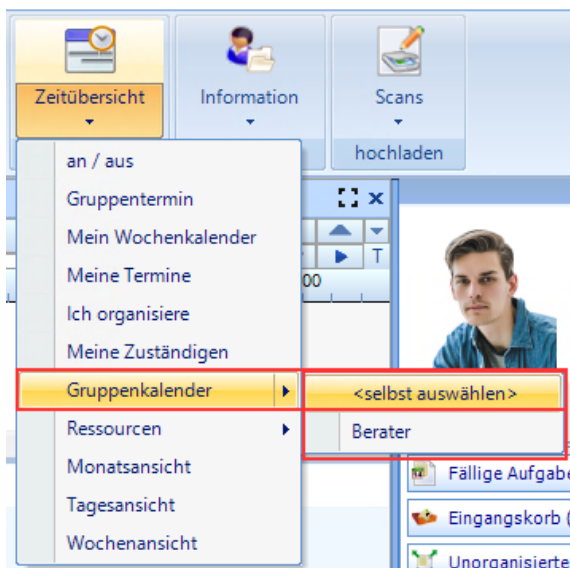 Zeitübersicht
Information
Scans
hochladen
an / aus
Gruppentermin
Mein Wochenkalender
Meine Termine
Ich organisiere
Meine Zuständigen
Gruppenkalender
Ressourcen
Monatsansicht
Tagesansicht
Wochenansicht
T
00
<selbst auswählen>
Berater
Fällige Aufgabe
Eingangskorb (
Unorganisierte